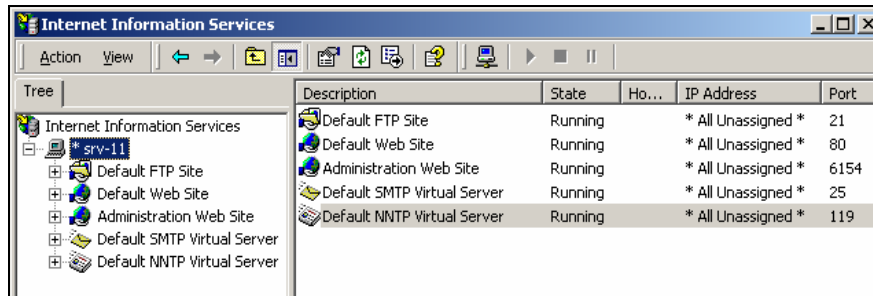 Internet Information Services
Action View
Tree
Internet Information Services
* srv-11
Default FTP Site
Default Web Site
Administration Web Site
Default SMTP Virtual Server
Default NNTP Virtual Server
Description State Ho... IP Address Port
Default FTP Site Running * All Unassigned * 21
Default Web Site Running * All Unassigned * 80
Administration Web Site Running * All Unassigned * 6154
Default SMTP Virtual Server Running * All Unassigned * 25
Default NNTP Virtual Server Running * All Unassigned * 119